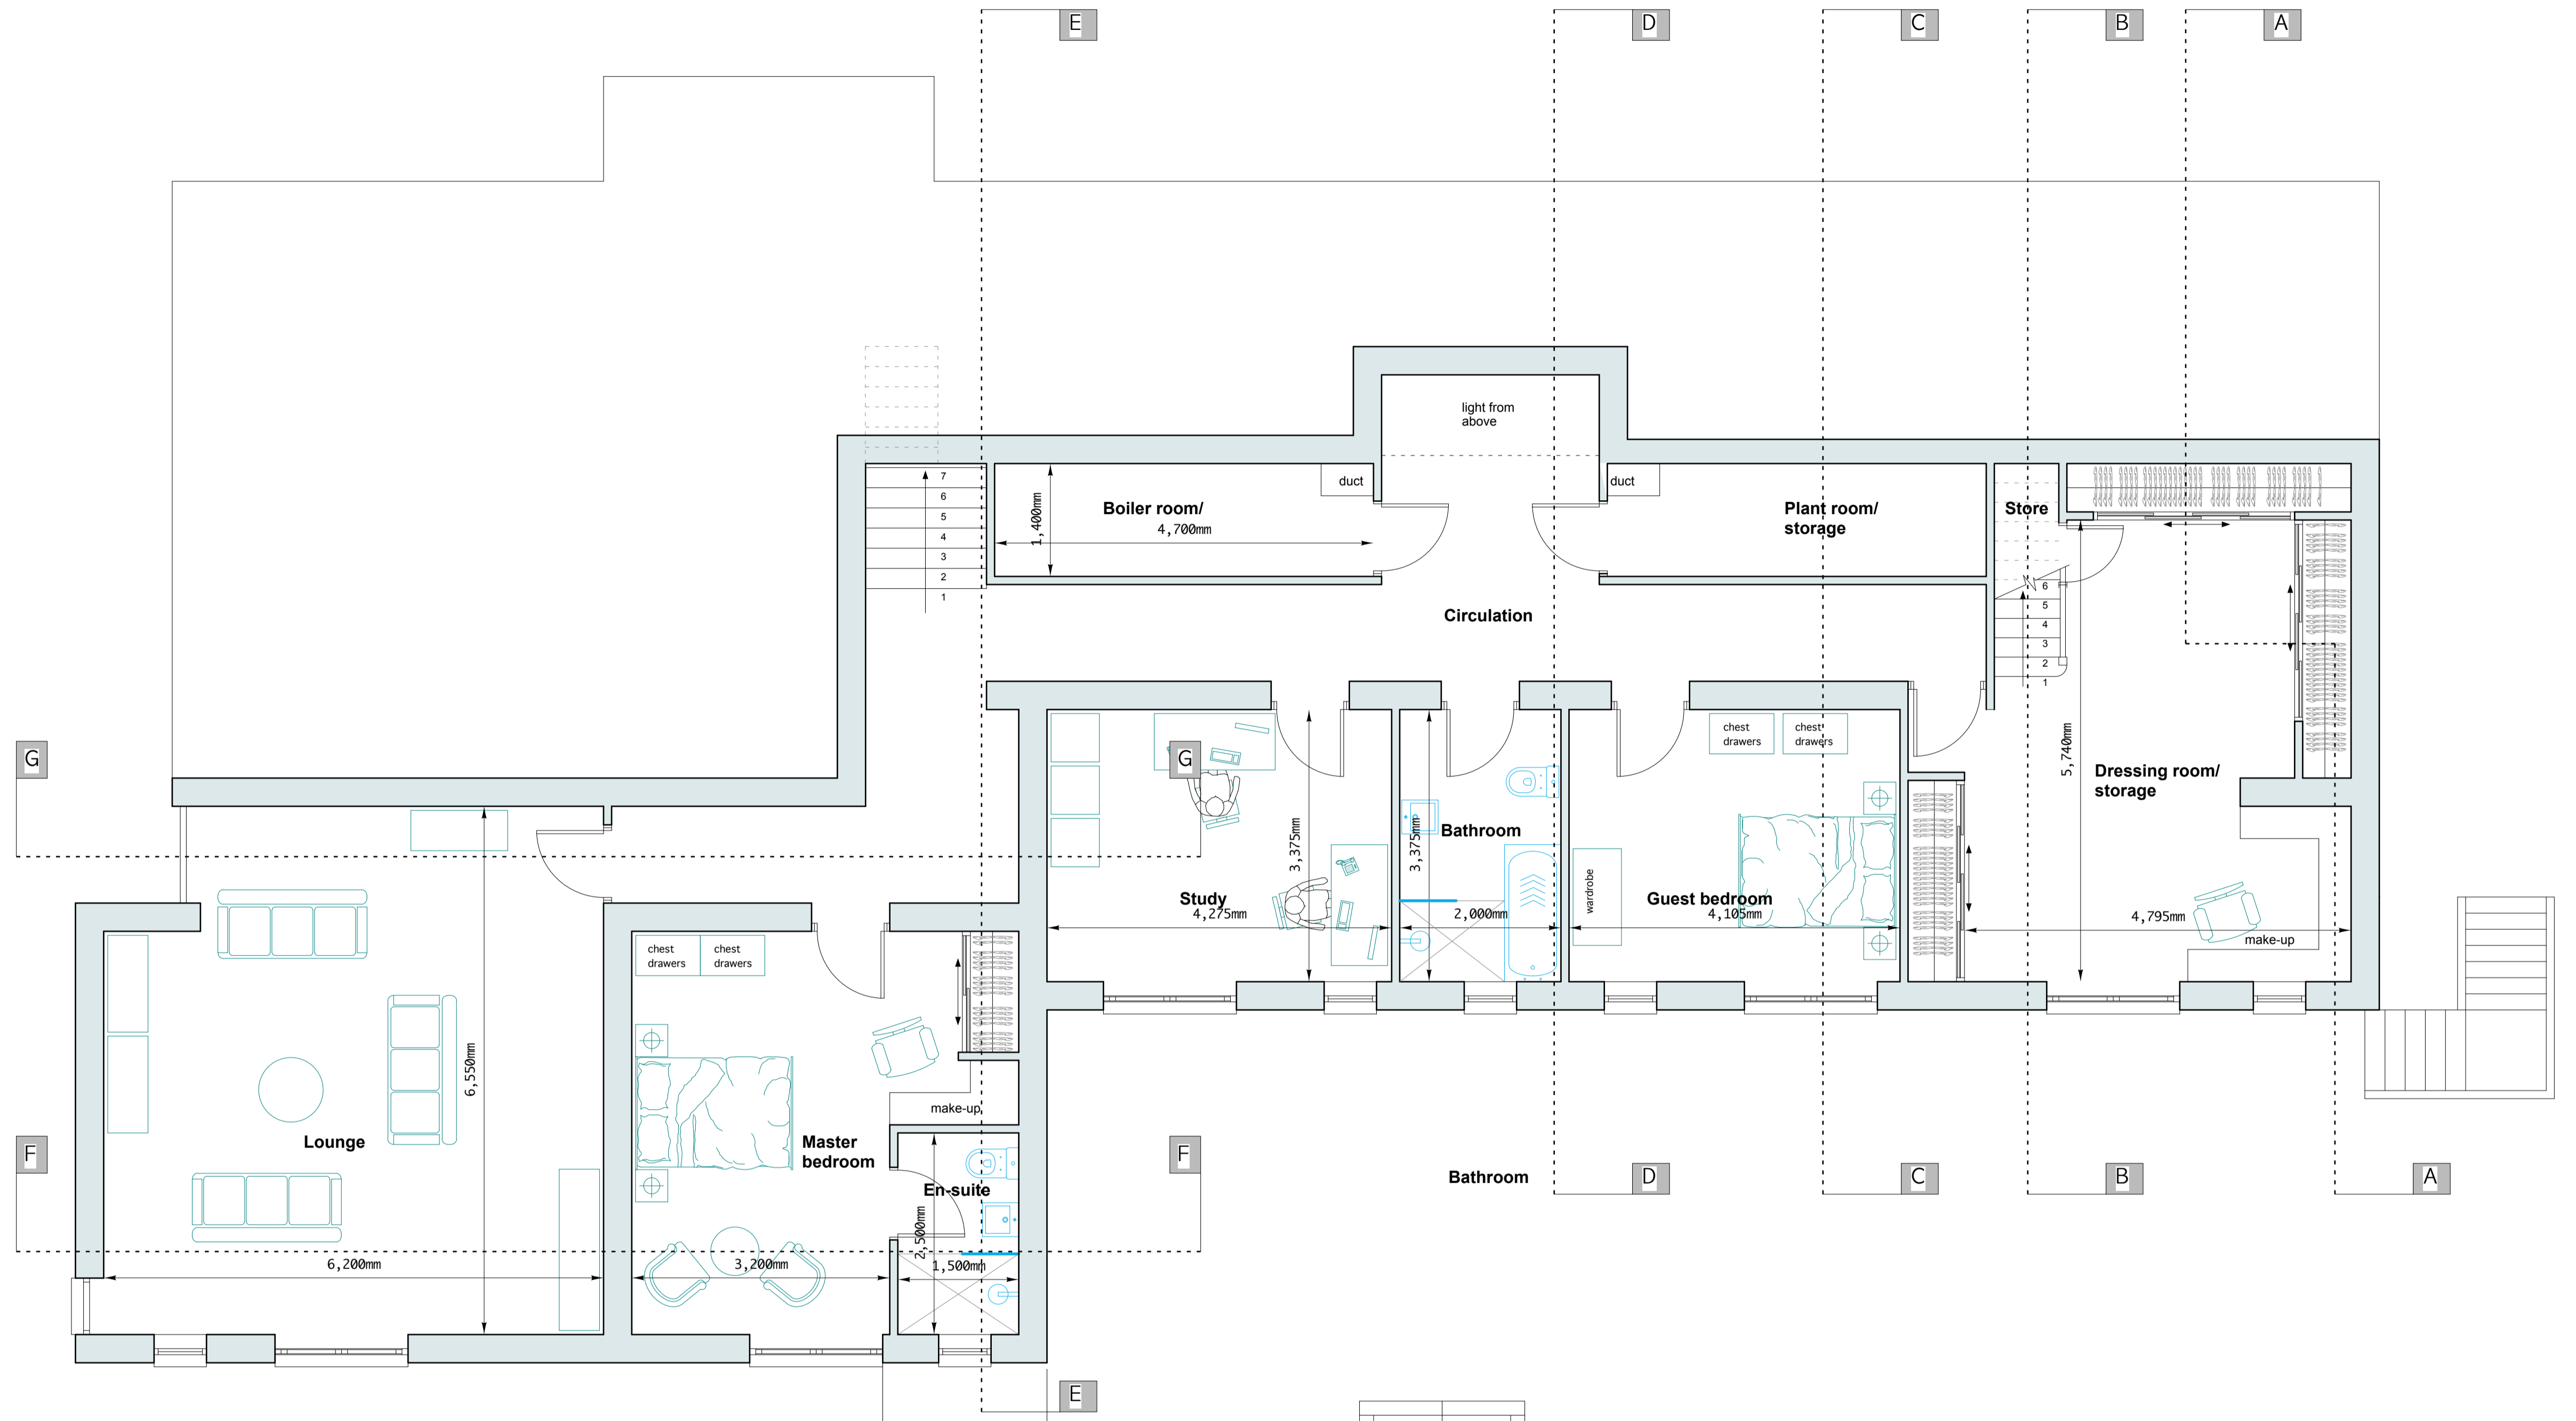 E
D
C
B
A
light from
above
7
6
5
4
3
2
1
1,400mm
Boiler room/
4,700mm
duct
duct
Plant room/
storage
Store
6
5
4
3
2
1
Circulation
G
G
chest
drawers
chest
drawers
5,740mm
Dressing room/
storage
3,375mm
3,375mm
Bathroom
Study
4,275mm
2,000mm
wardrobe
Guest bedroom
4,105mm
4,795mm
make-up
chest
drawers
chest
drawers
6,550mm
make-up
Lounge
Master
bedroom
En-suite
2,500mm
F
F
Bathroom
D
C
B
A
6,200mm
3,200mm
1,500mm
E